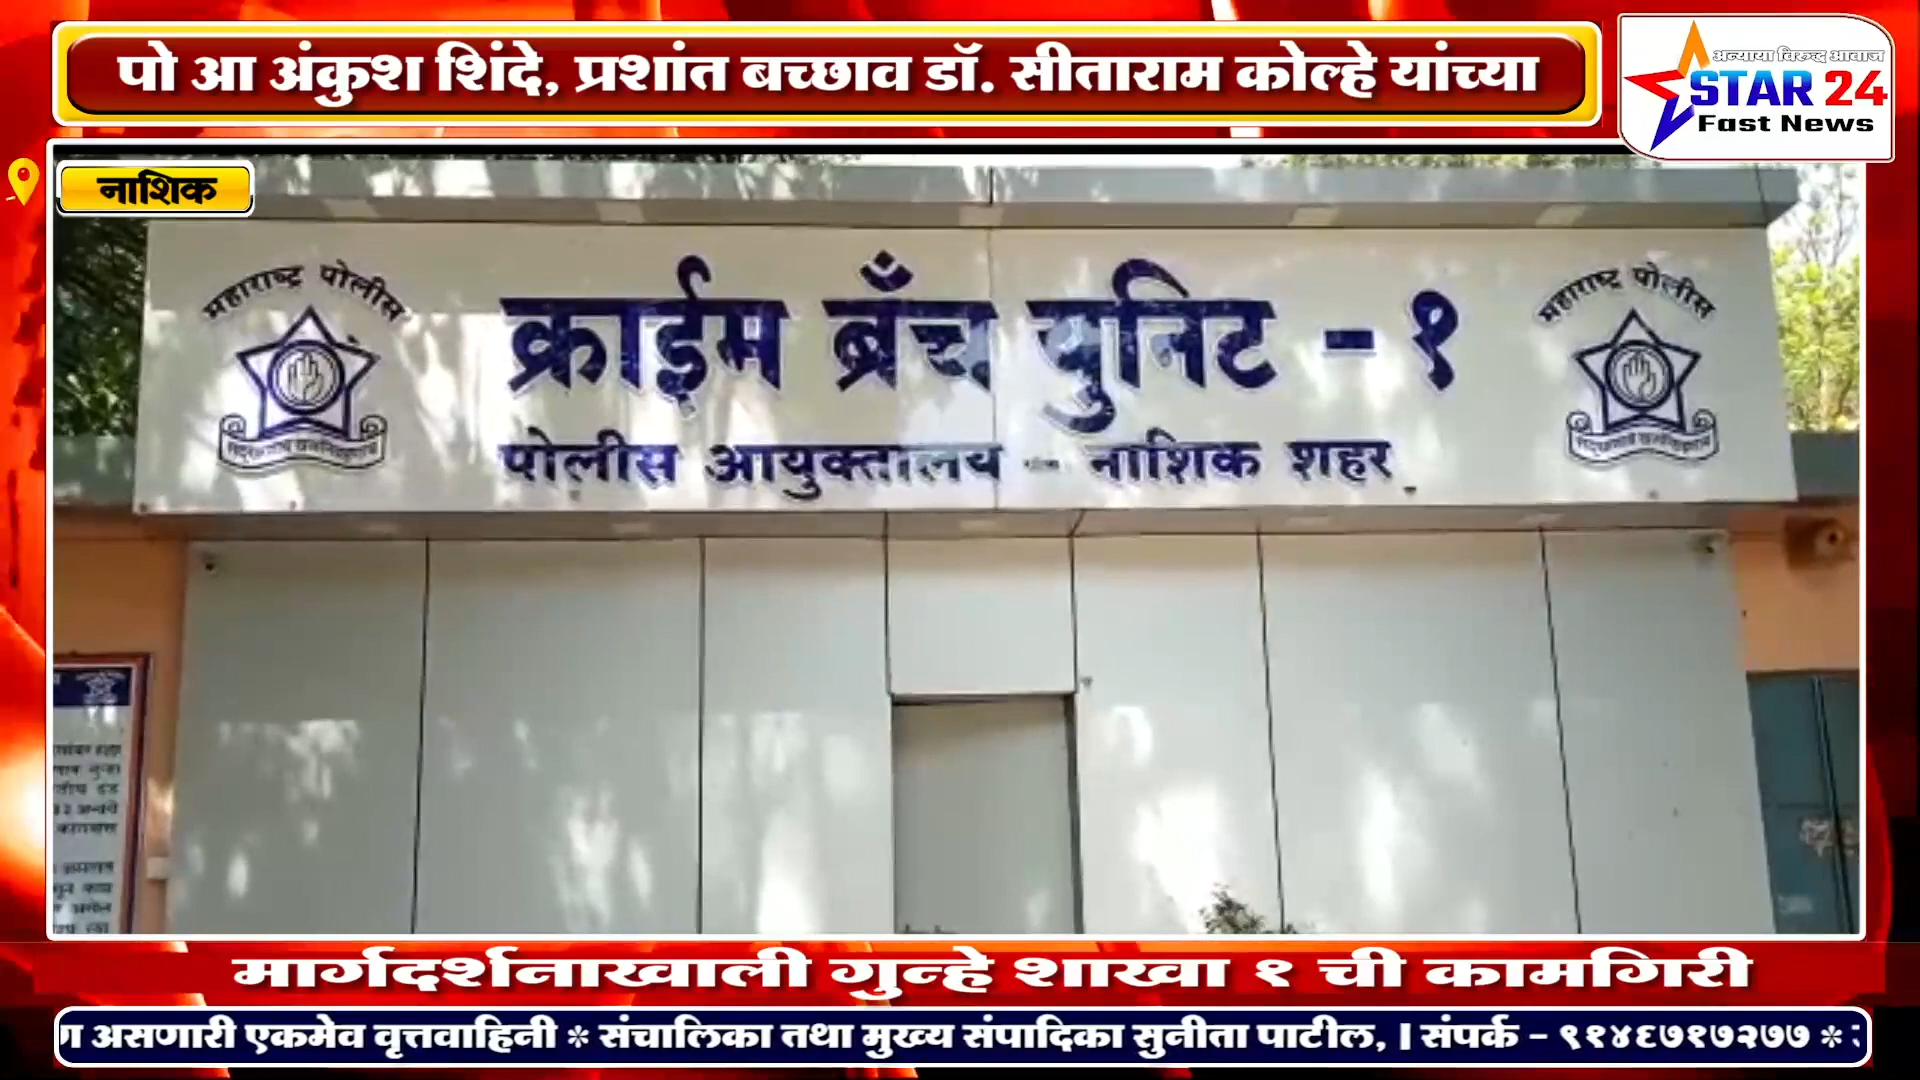 पो आ अंकुश शिंदे, प्रशांत बच्छाव डॉ. सीताराम कोल्हे यांच्या
अन्याया विरुद्ध आवाज
STAR 24
Fast News
नाशिक
महाराष्ट्र पोलीस
महाराष्ट्र पोलीस
क्राईम ब्रँच युनिट - १
पोलीस आयुक्तालय - नाशिक शहर
मार्गदर्शनाखाली गुन्हे शाखा १ ची कामगिरी
असणारी एकमेव वृत्तवाहिनी * संचालिका तथा मुख्य संपादिका सुनीता पाटील, | संपर्क - ९१४६७१७२७७ *